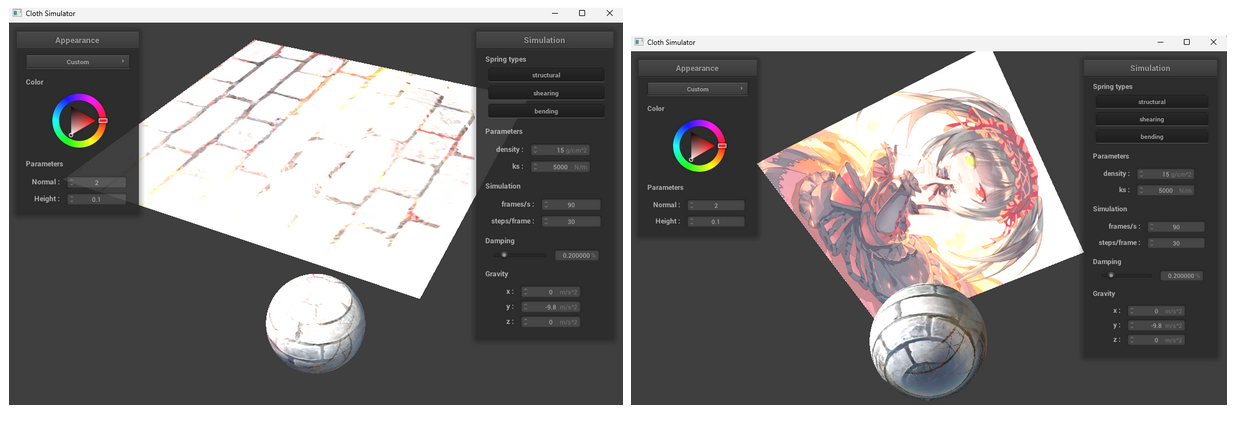 Cloth Simulator
Appearance
Custom
Color
Parameters
Normal : 2
Height : 0.1
Simulation
Spring types
structural
shearing
bending
Parameters
density : 15 g/cm^2
ks : 5000 N/m
Simulation
frames/s : 90
steps/frame : 30
Damping
0.200000 %
Gravity
x : 0 m/s^2
y : -9.8 m/s^2
z : 0 m/s^2
Cloth Simulator
Appearance
Custom
Color
Parameters
Normal : 2
Height : 0.1
Simulation
Spring types
structural
shearing
bending
Parameters
density : 15 g/cm^2
ks : 5000 N/m
Simulation
frames/s : 90
steps/frame : 30
Damping
0.200000 %
Gravity
x : 0 m/s^2
y : -9.8 m/s^2
z : 0 m/s^2